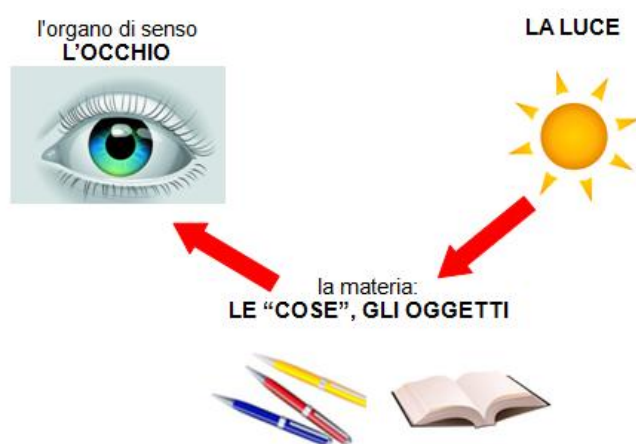 l'organo di senso
L'OCCHIO
LA LUCE
la materia:
LE “COSE”, GLI OGGETTI